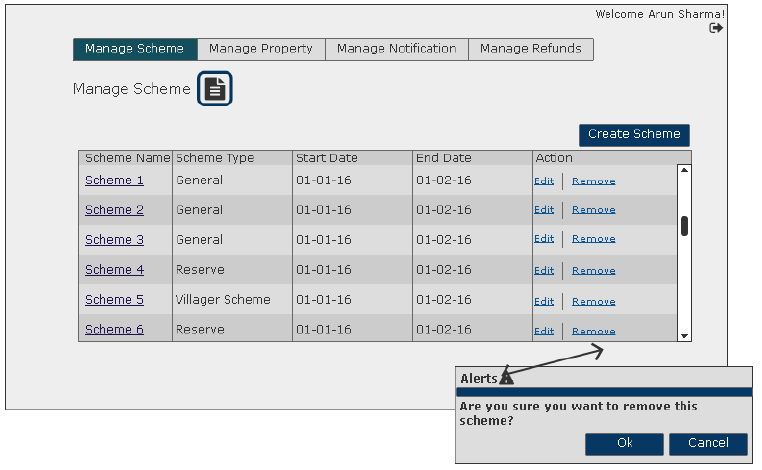 Welcome Arun Sharma!
Manage Scheme Manage Property Manage Notification Manage Refunds
Manage Scheme
Create Scheme
Scheme Name Scheme Type Start Date End Date Action
Scheme 1 General 01-01-16 01-02-16 Edit Remove
Scheme 2 General 01-01-16 01-02-16 Edit Remove
Scheme 3 General 01-01-16 01-02-16 Edit Remove
Scheme 4 Reserve 01-01-16 01-02-16 Edit Remove
Scheme 5 Villager Scheme 01-01-16 01-02-16 Edit Remove
Scheme 6 Reserve 01-01-16 01-02-16 Edit Remove
Alerts
Are you sure you want to remove this
scheme?
Ok Cancel